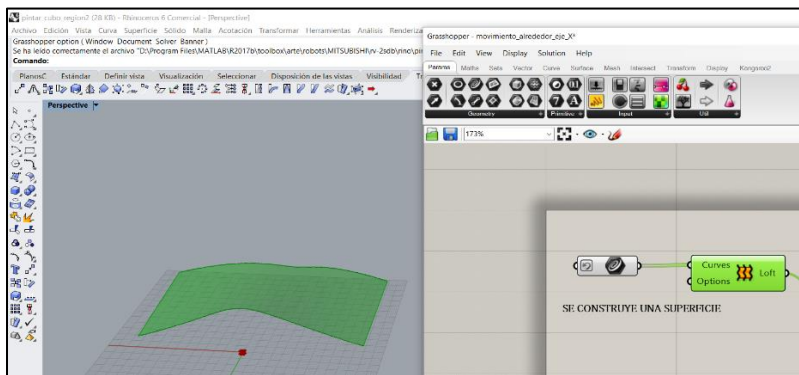 pintar_cubo_region2 (28 KB) - Rhinoceros 6 Comercial - [Perspective]
Archivo Edición Vista Curva Superficie Sólido Malla Acotación Transformar Herramientas Análisis Renderiza
Grasshopper option ( Window Document Solver Banner )
Se ha leído correctamente el archivo "D:\Program Files\MATLAB\R2017b\toolbox\arte\robots\MITSUBISHI\rv-2sdb\rino\pi
Comando:
PlanosC Estándar Definir vista Visualización Seleccionar Disposición de las vistas Visibilidad
Perspective
Grasshopper - movimiento_alrededor_eje_X*
File Edit View Display Solution Help
Params Maths Sets Vector Curve Surface Mesh Intersect Transform Display Kangaroo2
Geometry Primitive Input Util
173%
Curves
Options
Loft
SE CONSTRUYE UNA SUPERFICIE